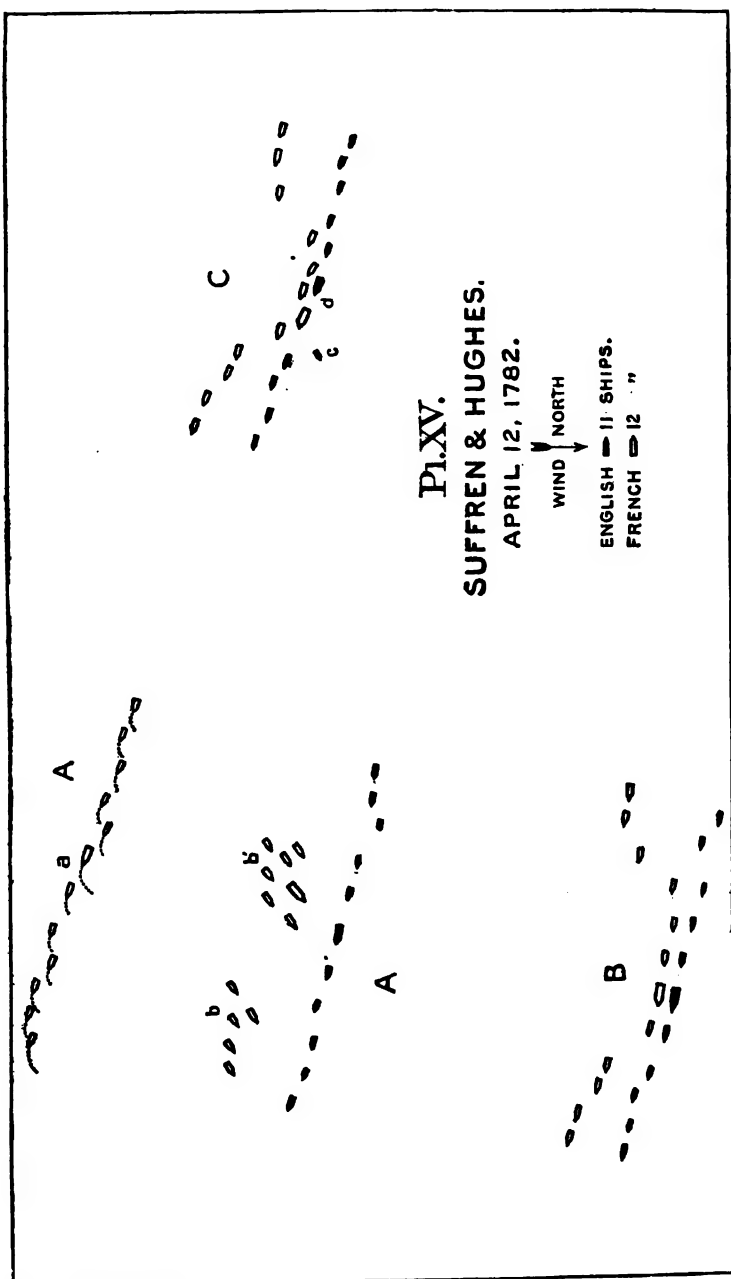 A
a
b
b'
A
B
C
c
d
Pl.XV.
SUFFREN & HUGHES.
APRIL 12, 1782.
WIND NORTH
ENGLISH 11 SHIPS.
FRENCH 12 "